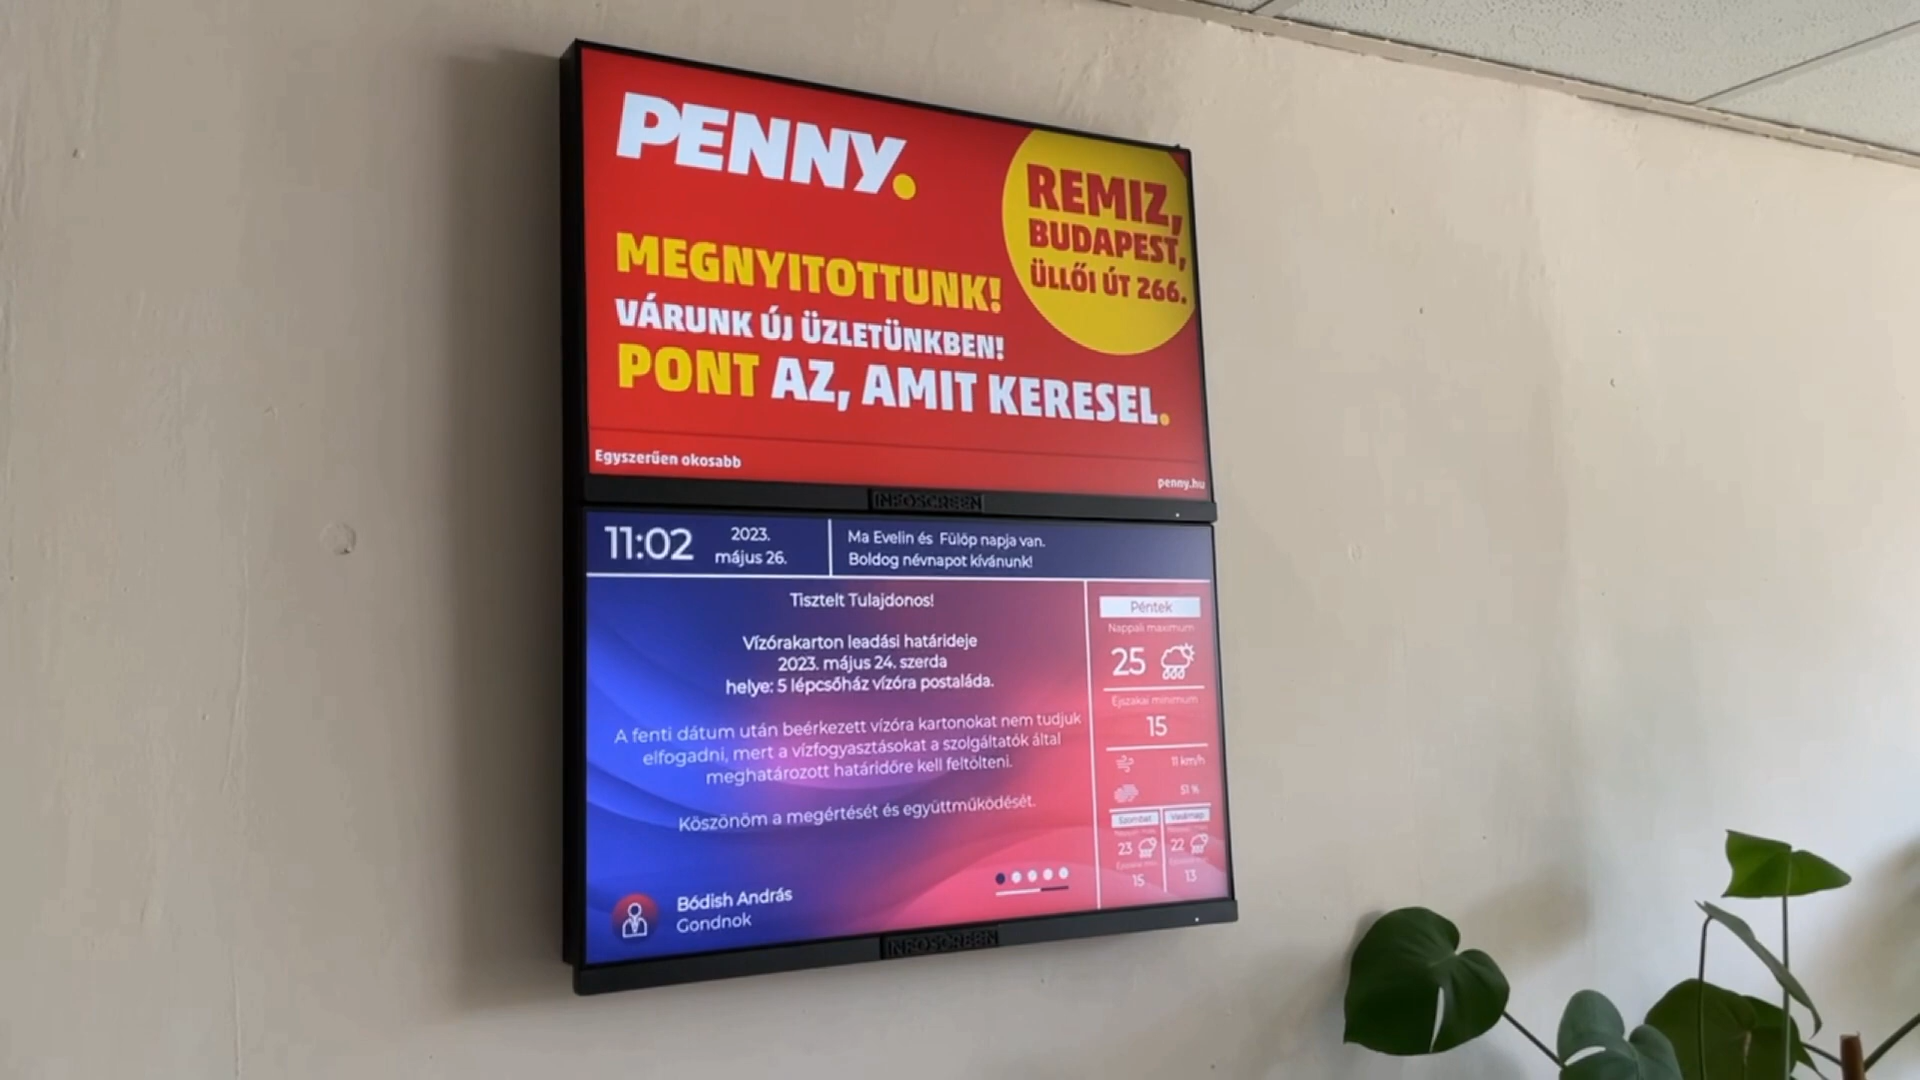 PENNY.
REMIZ,
BUDAPEST,
ÜLLŐI ÚT 266.
MEGNYITOTTUNK!
VÁRUNK ÚJ ÜZLETÜNKBEN!
PONT AZ, AMIT KERESEL.
Egyszerűen okosabb
penny.hu
INFOSCREEN
11:02
2023.
május 26.
Ma Evelin és Fülöp napja van.
Boldog névnapot kívánunk!
Tisztelt Tulajdonos!
Vízórakarton leadási határideje
2023. május 24. szerda
helye: 5 lépcsőház vízóra postaláda.
A fenti dátum után beérkezett vízóra kartonokat nem tudjuk
elfogadni, mert a vízfogyasztásokat a szolgáltatók által
meghatározott határidőre kell feltölteni.
Köszönöm a megértését és együttműködését.
Bódish András
Gondnok
Péntek
Nappali maximum
25
Éjszakai minimum
15
11 km/h
51 %
Szombat
23
15
Vasárnap
22
13
INFOSCREEN